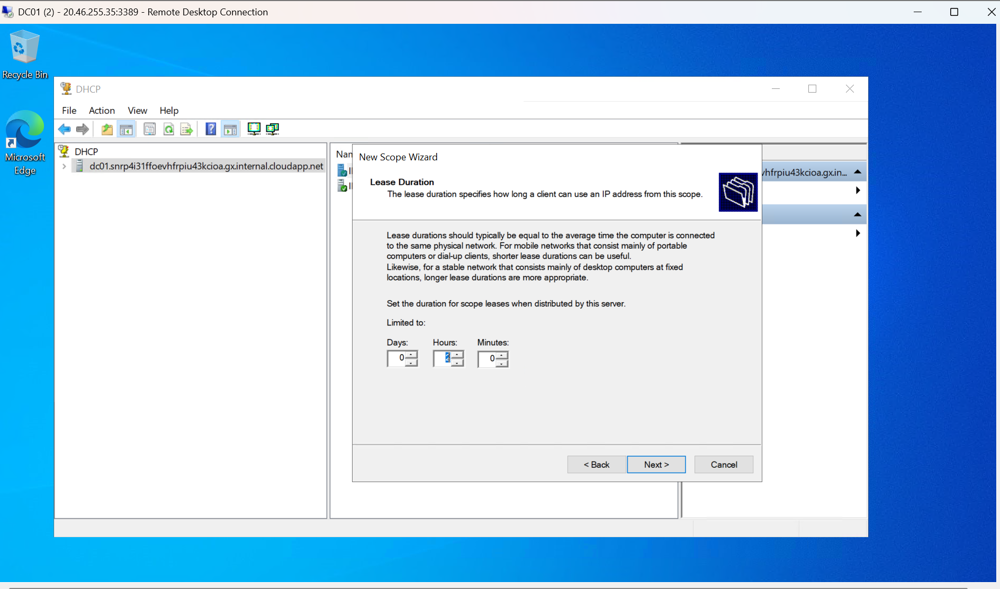 DC01 (2) - 20.46.255.35:3389 - Remote Desktop Connection
Recycle Bin
DHCP
File Action View Help
Microsoft
Edge
DHCP
dc01.snrp4i31ffoevhfrpiu43kcioa.gx.internal.cloudapp.net
New Scope Wizard
vhfrpiu43kcioa.gx.in...
Lease Duration
The lease duration specifies how long a client can use an IP address from this scope.
Lease durations should typically be equal to the average time the computer is connected
to the same physical network. For mobile networks that consist mainly of portable
computers or dial-up clients, shorter lease durations can be useful.
Likewise, for a stable network that consists mainly of desktop computers at fixed
locations, longer lease durations are more appropriate.
Set the duration for scope leases when distributed by this server.
Limited to:
Days: Hours: Minutes:
0 0
< Back Next > Cancel